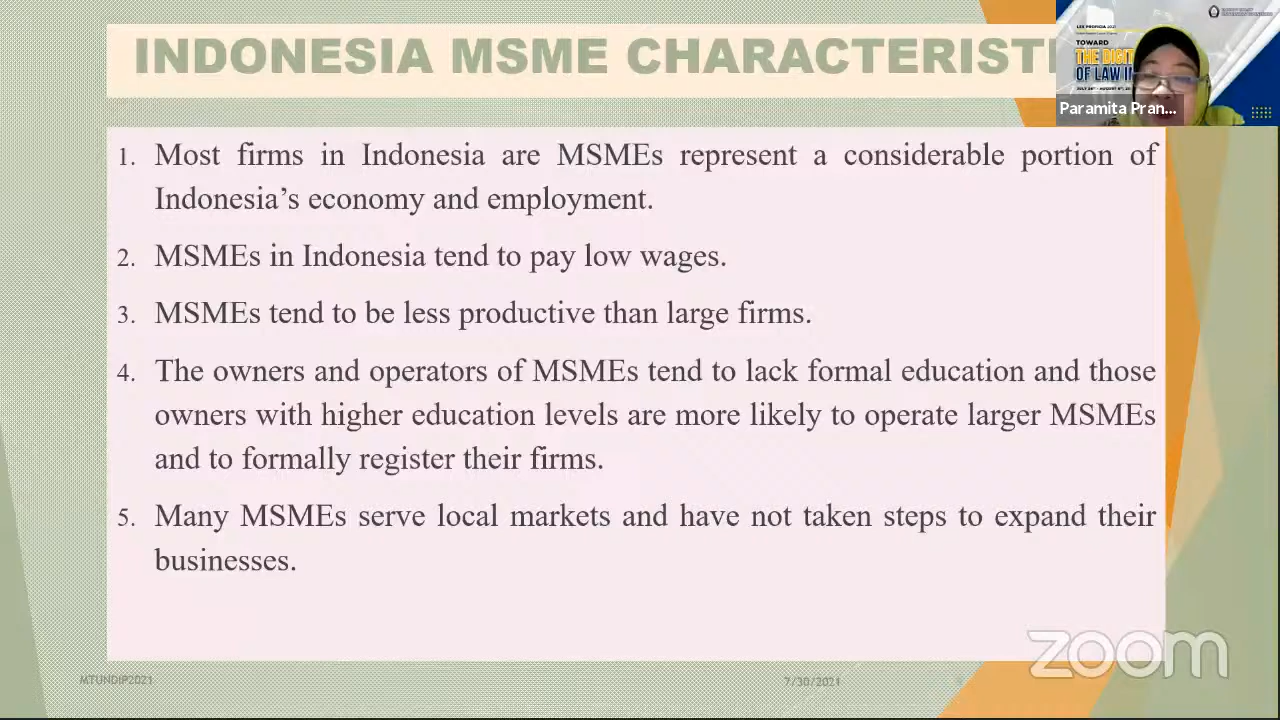 INDONESIA MSME CHARACTERISTI
LEX PROFICIA 2021
TOWARD
THE DIGIT
OF LAW IN
Paramita Pran...
1. Most firms in Indonesia are MSMEs represent a considerable portion of
Indonesia’s economy and employment.
2. MSMEs in Indonesia tend to pay low wages.
3. MSMEs tend to be less productive than large firms.
4. The owners and operators of MSMEs tend to lack formal education and those
owners with higher education levels are more likely to operate larger MSMEs
and to formally register their firms.
5. Many MSMEs serve local markets and have not taken steps to expand their
businesses.
zoom
MTUNDIP2021
7/30/2021